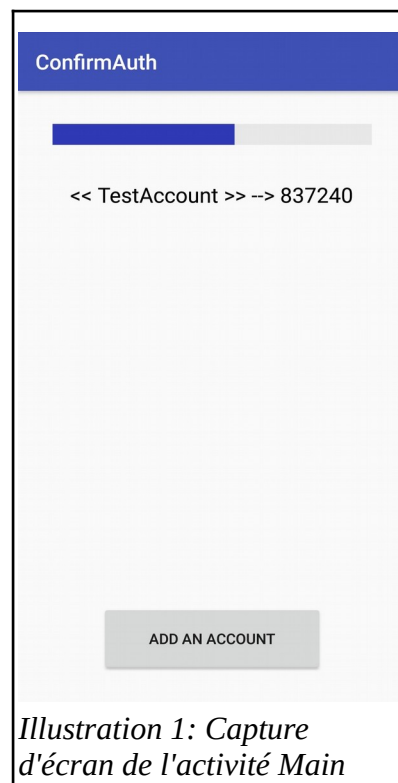 ConfirmAuth
<< TestAccount >> --> 837240
ADD AN ACCOUNT
Illustration 1: Capture
d'écran de l'activité Main